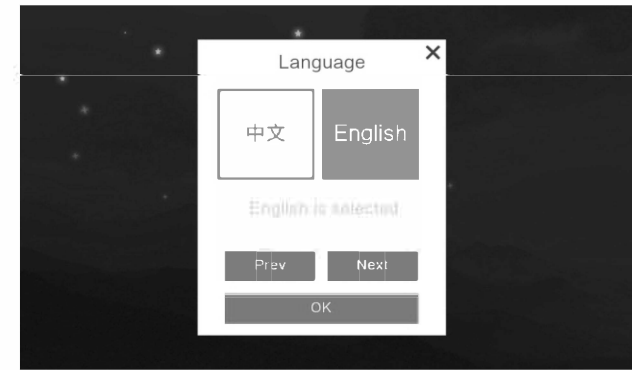 Language
中文 English
English is selected
Prev Next
OK